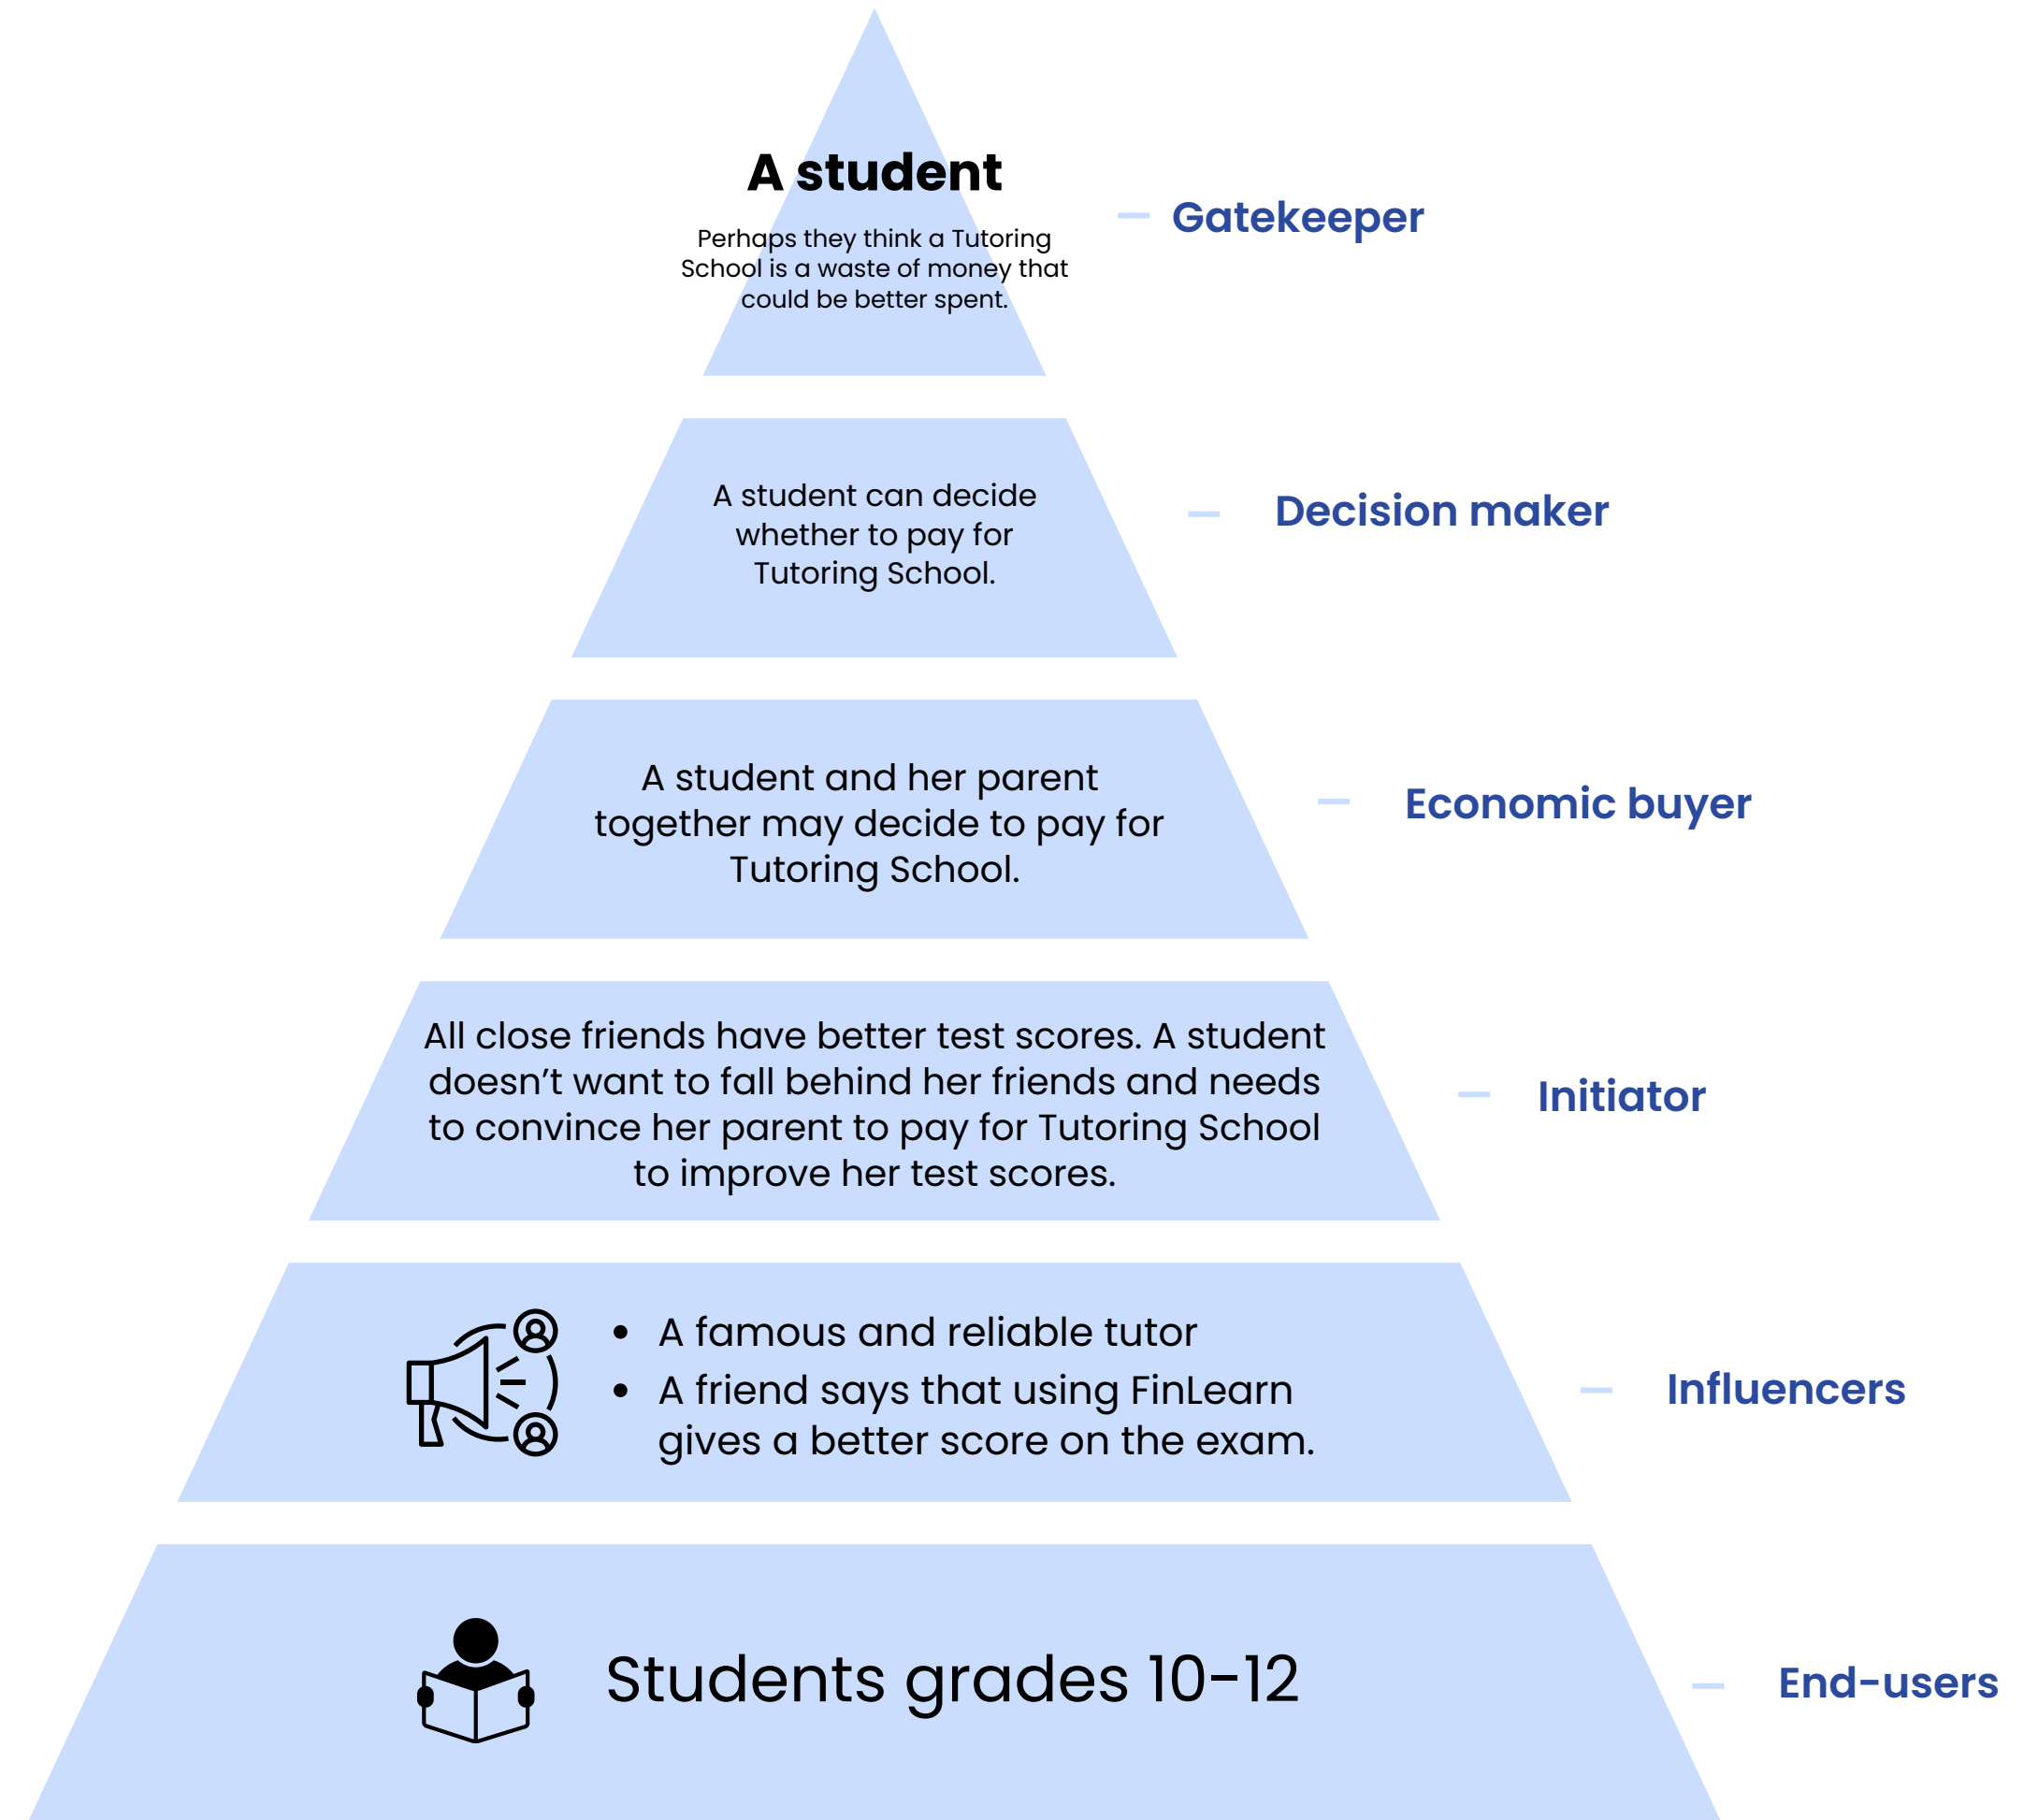 A student
Perhaps they think a Tutoring
School is a waste of money that
could be better spent.
Gatekeeper
A student can decide
whether to pay for
Tutoring School.
Decision maker
A student and her parent
together may decide to pay for
Tutoring School.
Economic buyer
All close friends have better test scores. A student
doesn’t want to fall behind her friends and needs
to convince her parent to pay for Tutoring School
to improve her test scores.
Initiator
• A famous and reliable tutor
• A friend says that using FinLearn
gives a better score on the exam.
Influencers
Students grades 10-12
End-users